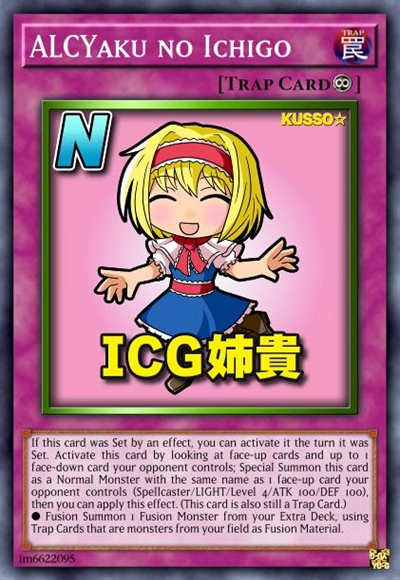 ALCYaku no Ichigo
TRAP
罠
[Trap Card]
N
KUSSO☆
ICG姉貴
If this card was Set by an effect, you can activate it the turn it was
Set. Activate this card by looking at face-up cards and up to 1
face-down card your opponent controls; Special Summon this card
as a Normal Monster with the same name as 1 face-up card your
opponent controls (Spellcaster/LIGHT/Level 4/ATK 100/DEF 100),
then you can apply this effect. (This card is also still a Trap Card.)
● Fusion Summon 1 Fusion Monster from your Extra Deck, using
Trap Cards that are monsters from your field as Fusion Material.
im6622095